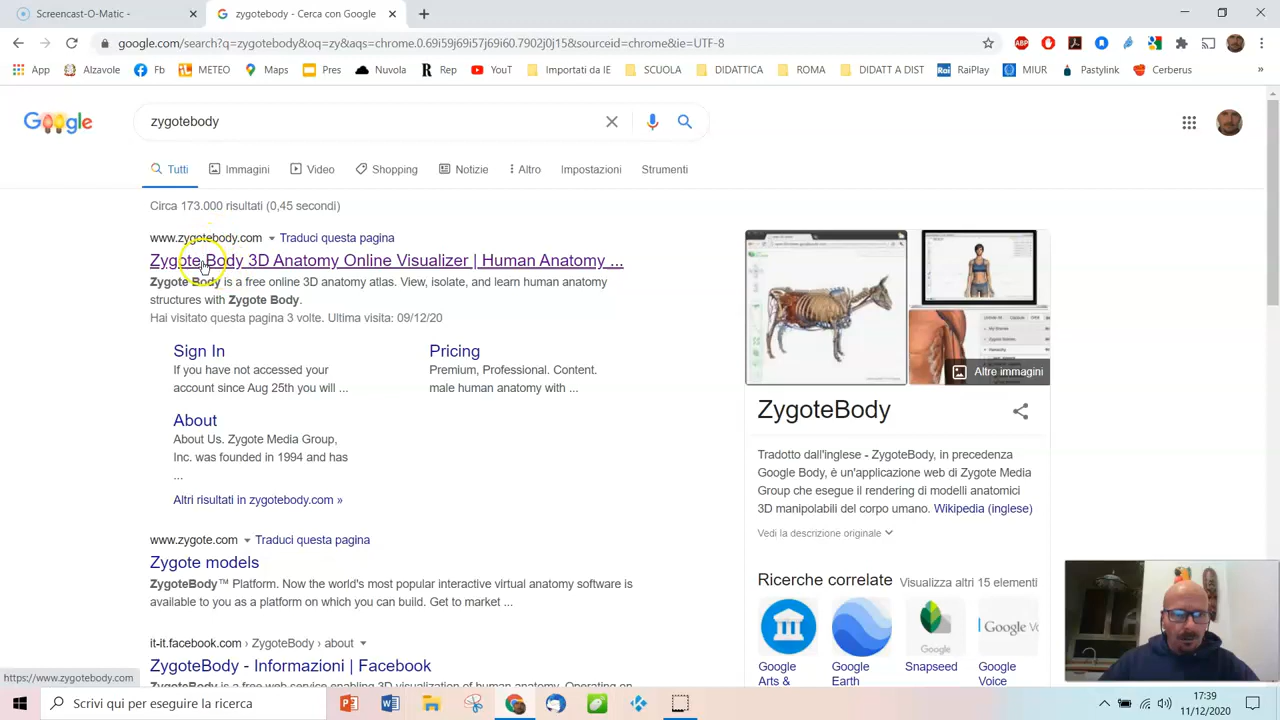 Screencast-O-Matic
zygotebody - Cerca con Google
google.com/search?q=zygotebody&oq=zy&aqs=chrome.0.69i59j69i57j69i60.7902j0j15&sourceid=chrome&ie=UTF-8
App Alzavole Fb METEO Maps Pres Nuvola Rep YouT Importati da IE SCUOLA DIDATTICA ROMA DIDATT A DIST RaiPlay MIUR Pastylink Cerberus »
Google
zygotebody
Tutti Immagini Video Shopping Notizie Altro Impostazioni Strumenti
Circa 173.000 risultati (0,45 secondi)
www.zygotebody.com Traduci questa pagina
Zygote Body 3D Anatomy Online Visualizer | Human Anatomy ...
Zygote Body is a free online 3D anatomy atlas. View, isolate, and learn human anatomy
structures with Zygote Body.
Hai visitato questa pagina 3 volte. Ultima visita: 09/12/20
Sign In
If you have not accessed your
account since Aug 25th you will ...
Pricing
Premium, Professional. Content.
male human anatomy with ...
About
About Us. Zygote Media Group,
Inc. was founded in 1994 and has
...
Altri risultati in zygotebody.com »
www.zygote.com Traduci questa pagina
Zygote models
ZygoteBody™ Platform. Now the world's most popular interactive virtual anatomy software is
available to you as a platform on which you can build. Get to market ...
it-it.facebook.com › ZygoteBody › about
ZygoteBody - Informazioni | Facebook
ZygoteBody is a free web service enabling
Altre immagini
ZygoteBody
Tradotto dall'inglese - ZygoteBody, in precedenza
Google Body, è un'applicazione web di Zygote Media
Group che esegue il rendering di modelli anatomici
3D manipolabili del corpo umano. Wikipedia (inglese)
Vedi la descrizione originale
Ricerche correlate Visualizza altri 15 elementi
Google
Google V
Google
Arts &
Google
Earth
Snapseed
Google
Voice
https://www.zygotebody.com
Scrivi qui per eseguire la ricerca
17:39
11/12/2020